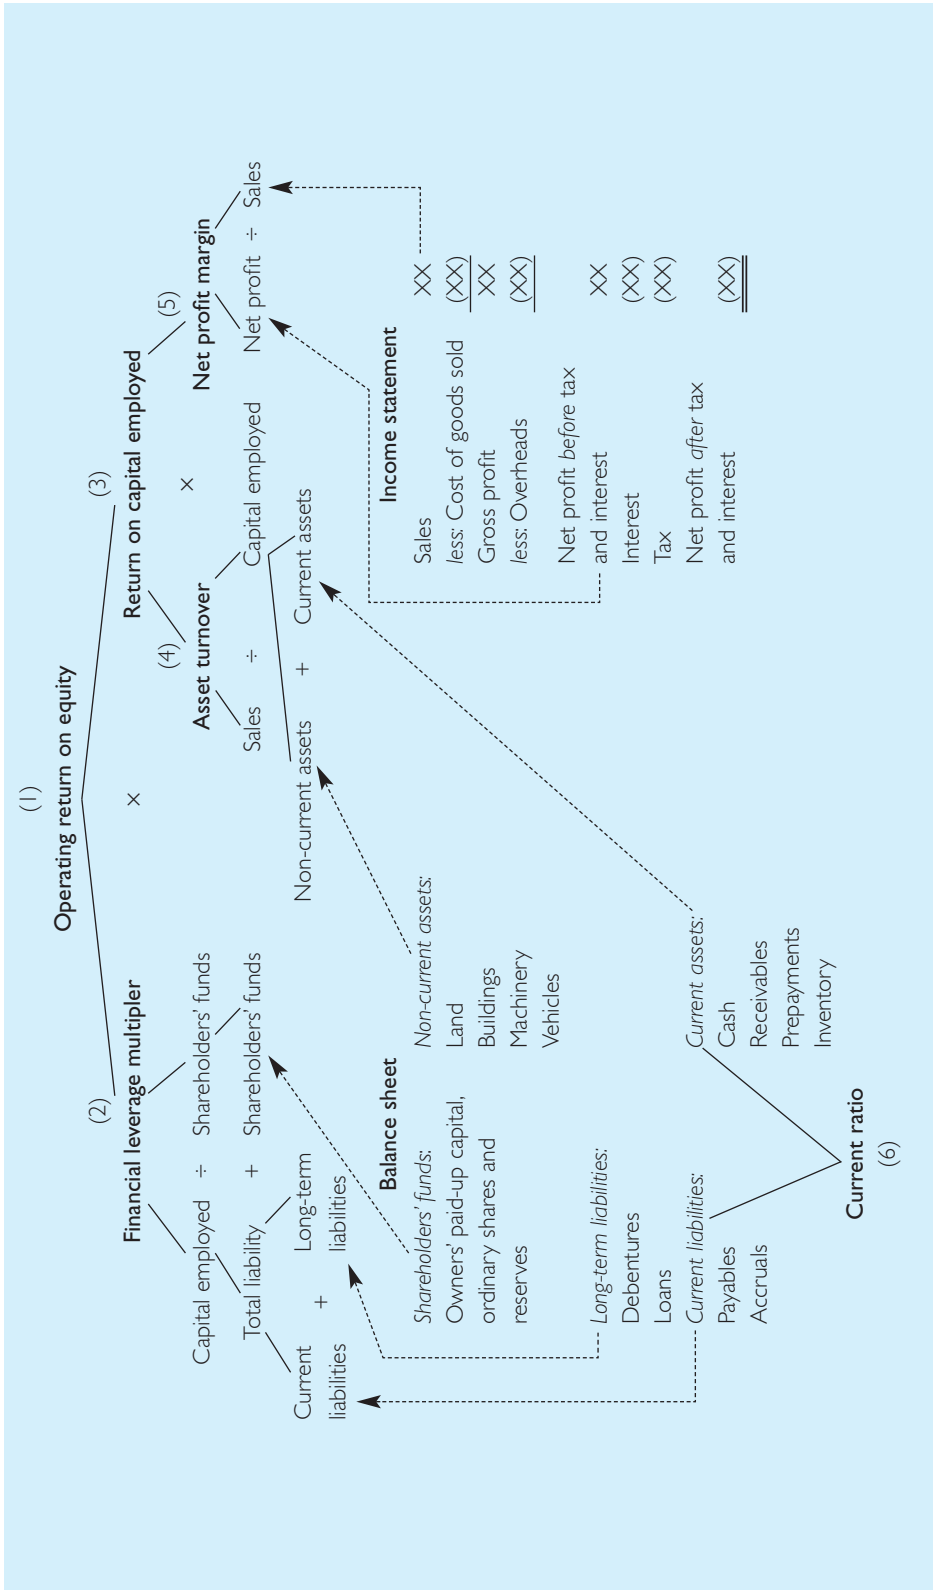 (1)
Operating return on equity
(2)
(3)
Financial leverage multipler
×
Return on capital employed
(4)
(5)
Capital employed ÷ Shareholders' funds
Asset turnover
×
Net profit margin
Total liability + Shareholders' funds
Sales ÷ Capital employed
Net profit ÷ Sales
Current
liabilities
+
Long-term
liabilities
Non-current assets + Current assets
Balance sheet
Shareholders' funds:
Owners' paid-up capital,
ordinary shares and
reserves
Long-term liabilities:
Debentures
Loans
Current liabilities:
Payables
Accruals
Non-current assets:
Land
Buildings
Machinery
Vehicles
Current assets:
Cash
Receivables
Prepayments
Inventory
Income statement
Sales XX
less: Cost of goods sold (XX)
Gross profit XX
less: Overheads (XX)
Net profit before tax
and interest XX
Interest (XX)
Tax (XX)
Net profit after tax
and interest (XX)
Current ratio
(6)